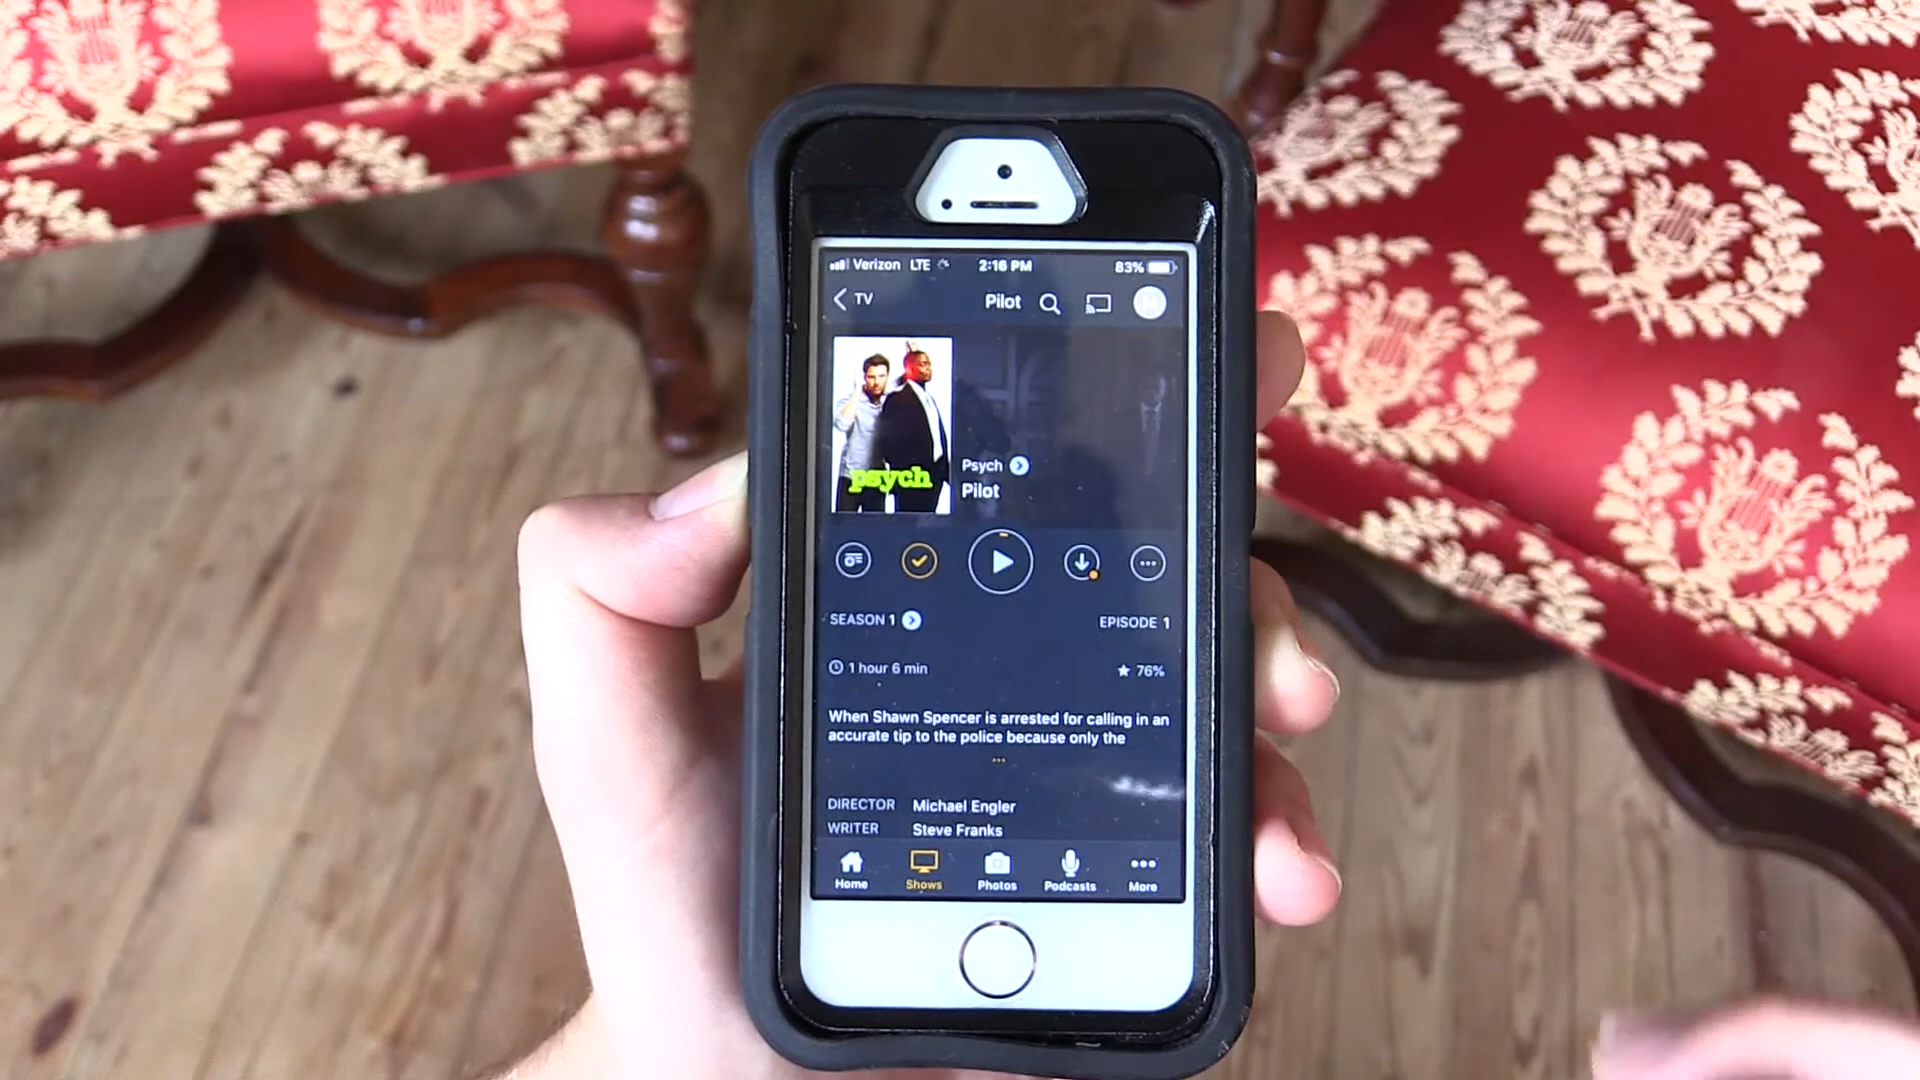 Verizon LTE 2:16 PM 83%
TV Pilot
psych
Psych
Pilot
SEASON 1 EPISODE 1
1 hour 6 min 76%
When Shawn Spencer is arrested for calling in an
accurate tip to the police because only the
...
DIRECTOR Michael Engler
WRITER Steve Franks
Home Shows Photos Podcasts More